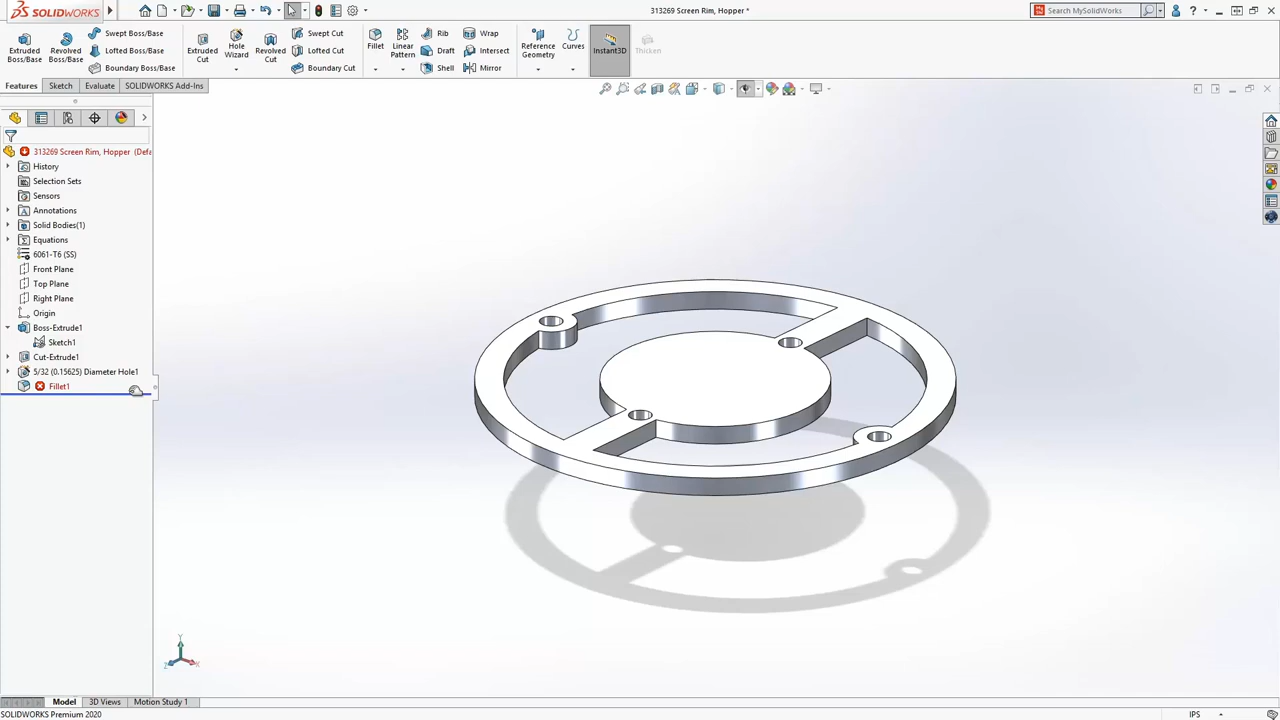 SOLIDWORKS
313269 Screen Rim, Hopper *
Search MySolidWorks
Extruded Boss/Base
Revolved Boss/Base
Swept Boss/Base
Lofted Boss/Base
Boundary Boss/Base
Extruded Cut
Hole Wizard
Revolved Cut
Swept Cut
Lofted Cut
Boundary Cut
Fillet
Linear Pattern
Rib
Draft
Shell
Wrap
Intersect
Mirror
Reference Geometry
Curves
Instant3D
Thicken
Features
Sketch
Evaluate
SOLIDWORKS Add-Ins
313269 Screen Rim, Hopper (Defa
History
Selection Sets
Sensors
Annotations
Solid Bodies(1)
Equations
6061-T6 (SS)
Front Plane
Top Plane
Right Plane
Origin
Boss-Extrude1
Sketch1
Cut-Extrude1
5/32 (0.15625) Diameter Hole1
Fillet1
Y
Z
X
Model
3D Views
Motion Study 1
SOLIDWORKS Premium 2020
IPS